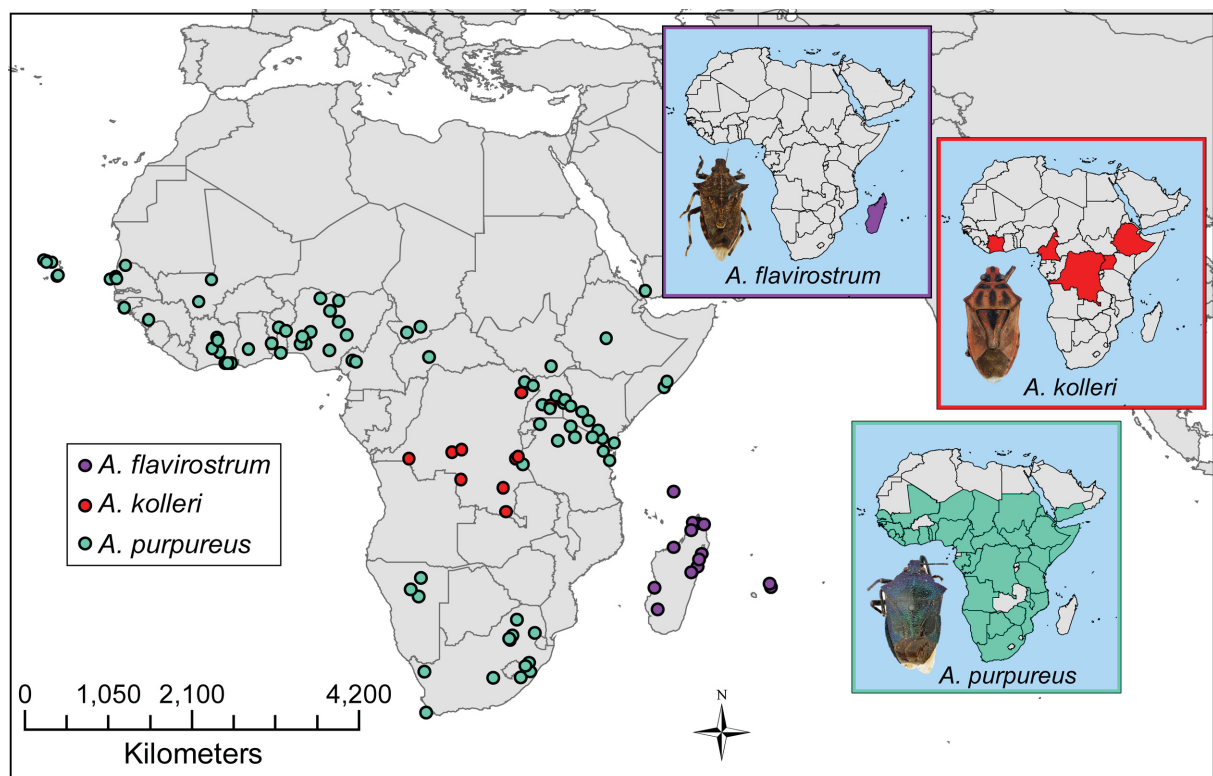 A. flavirostrum
A. kolleri
A. purpureus
A. flavirostrum
A. kolleri
A. purpureus
0 1,050 2,100 4,200
Kilometers
N